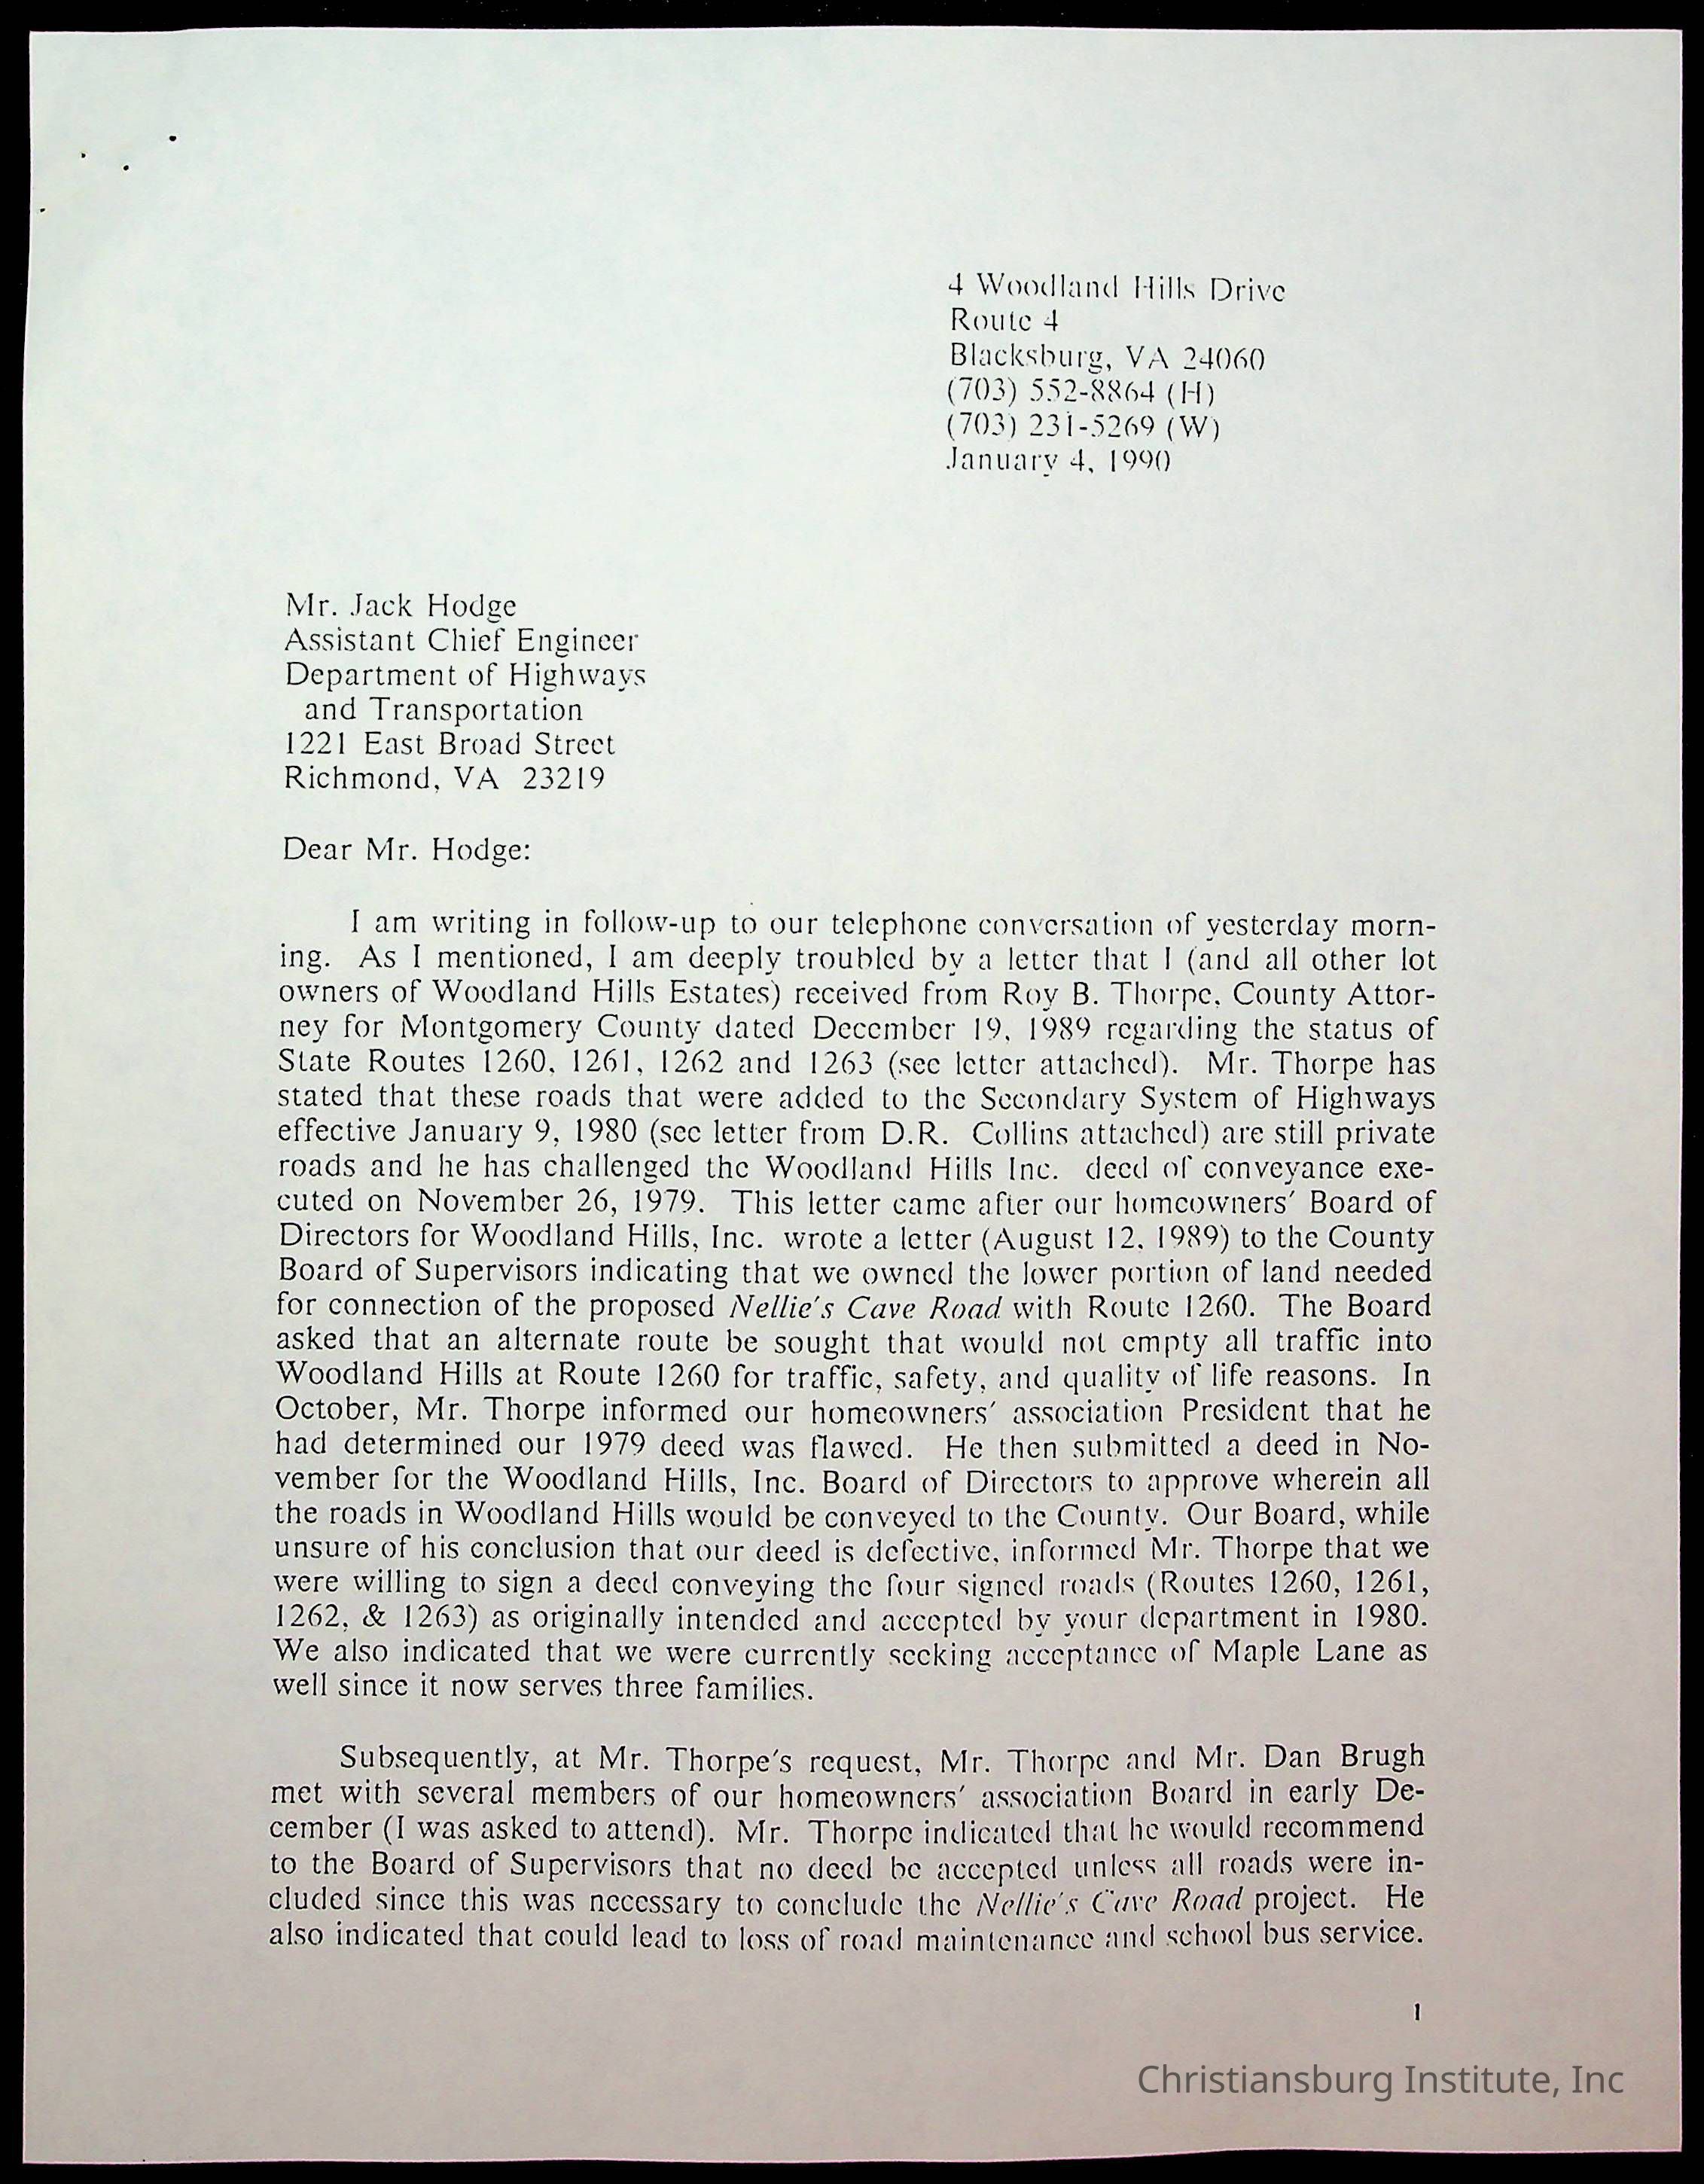 4 Woodland Hills Drive
Route 4
Blacksburg, VA 24060
(703) 552-8864 (H)
(703) 231-5269 (W)
January 4, 1990
Mr. Jack Hodge
Assistant Chief Engineer
Department of Highways
and Transportation
1221 East Broad Street
Richmond, VA 23219
Dear Mr. Hodge:
I am writing in follow-up to our telephone conversation of yesterday morn-
ing. As I mentioned, I am deeply troubled by a letter that I (and all other lot
owners of Woodland Hills Estates) received from Roy B. Thorpe, County Attor-
ney for Montgomery County dated December 19, 1989 regarding the status of
State Routes 1260, 1261, 1262 and 1263 (see letter attached). Mr. Thorpe has
stated that these roads that were added to the Secondary System of Highways
effective January 9, 1980 (see letter from D.R. Collins attached) are still private
roads and he has challenged the Woodland Hills Inc. deed of conveyance exe-
cuted on November 26, 1979. This letter came after our homeowners' Board of
Directors for Woodland Hills, Inc. wrote a letter (August 12, 1989) to the County
Board of Supervisors indicating that we owned the lower portion of land needed
for connection of the proposed Nellie's Cave Road with Route 1260. The Board
asked that an alternate route be sought that would not empty all traffic into
Woodland Hills at Route 1260 for traffic, safety, and quality of life reasons. In
October, Mr. Thorpe informed our homeowners' association President that he
had determined our 1979 deed was flawed. He then submitted a deed in No-
vember for the Woodland Hills, Inc. Board of Directors to approve wherein all
the roads in Woodland Hills would be conveyed to the County. Our Board, while
unsure of his conclusion that our deed is defective, informed Mr. Thorpe that we
were willing to sign a deed conveying the four signed roads (Routes 1260, 1261,
1262, & 1263) as originally intended and accepted by your department in 1980.
We also indicated that we were currently seeking acceptance of Maple Lane as
well since it now serves three families.
Subsequently, at Mr. Thorpe's request, Mr. Thorpe and Mr. Dan Brugh
met with several members of our homeowners' association Board in early De-
cember (I was asked to attend). Mr. Thorpe indicated that he would recommend
to the Board of Supervisors that no deed be accepted unless all roads were in-
cluded since this was necessary to conclude the Nellie's Cave Road project. He
also indicated that could lead to loss of road maintenance and school bus service.
1
Christiansburg Institute, Inc